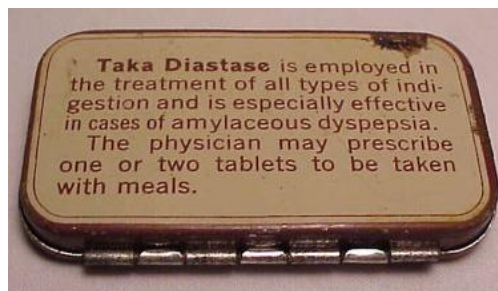 Taka Diastase is employed in
the treatment of all types of indi-
gestion and is especially effective
in cases of amylaceous dyspepsia.
The physician may prescribe
one or two tablets to be taken
with meals.